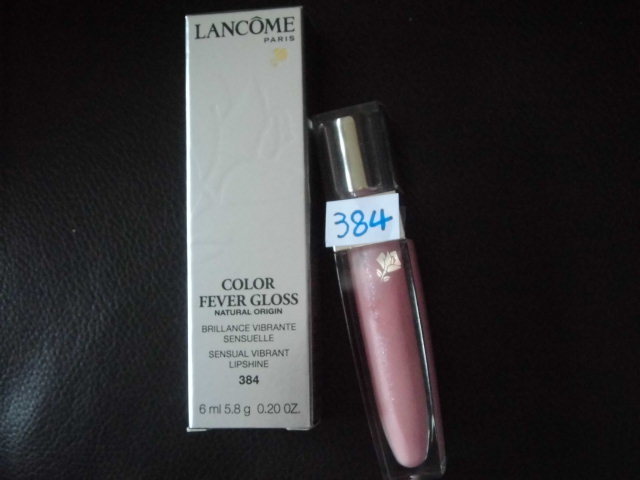 LANCÔME
PARIS
COLOR
FEVER GLOSS
NATURAL ORIGIN
BRILLANCE VIBRANTE
SENSUELLE
SENSUAL VIBRANT
LIPSHINE
384
6 ml 5.8 g 0.20 OZ.
384